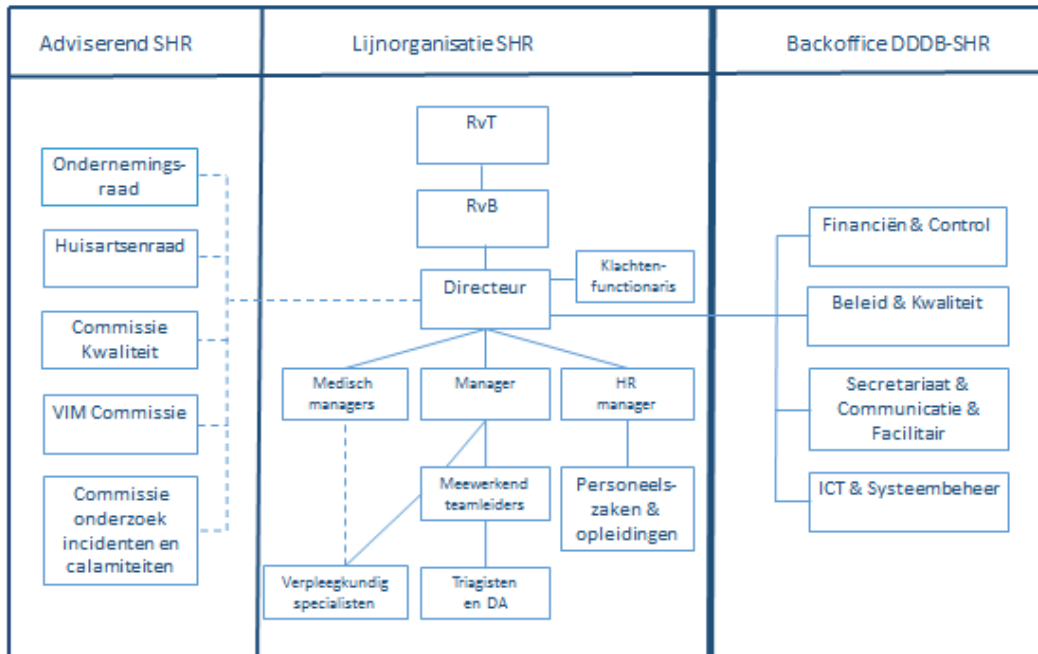 Adviserend SHR
Lijnorganisatie SHR
Backoffice DDDB-SHR
Ondernemings-
raad
Huisartsenraad
Commissie
Kwaliteit
VIM Commissie
Commissie
onderzoek
incidenten en
calamiteiten
RvT
RvB
Directeur
Klachten-
functionaris
Medisch
managers
Manager
HR
manager
Meewerkend
teamleiders
Personeels-
zaken &
opleidingen
Verpleegkundig
specialisten
Triagisten
en DA
Financiën & Control
Beleid & Kwaliteit
Secretariaat &
Communicatie &
Facilitair
ICT & Systeembeheer